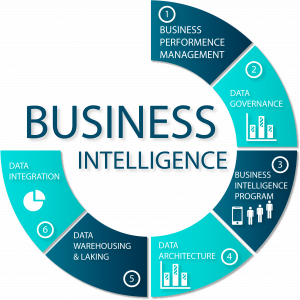 1
BUSINESS
PERFORMENCE
MANAGEMENT
2
DATA
GOVERNANCE
BUSINESS
INTELLIGENCE
3
BUSINESS
INTELLIGENCE
PROGRAM
DATA
ARCHITECTURE
4
DATA
WAREHOUSING
& LAKING
5
DATA
INTEGRATION
6